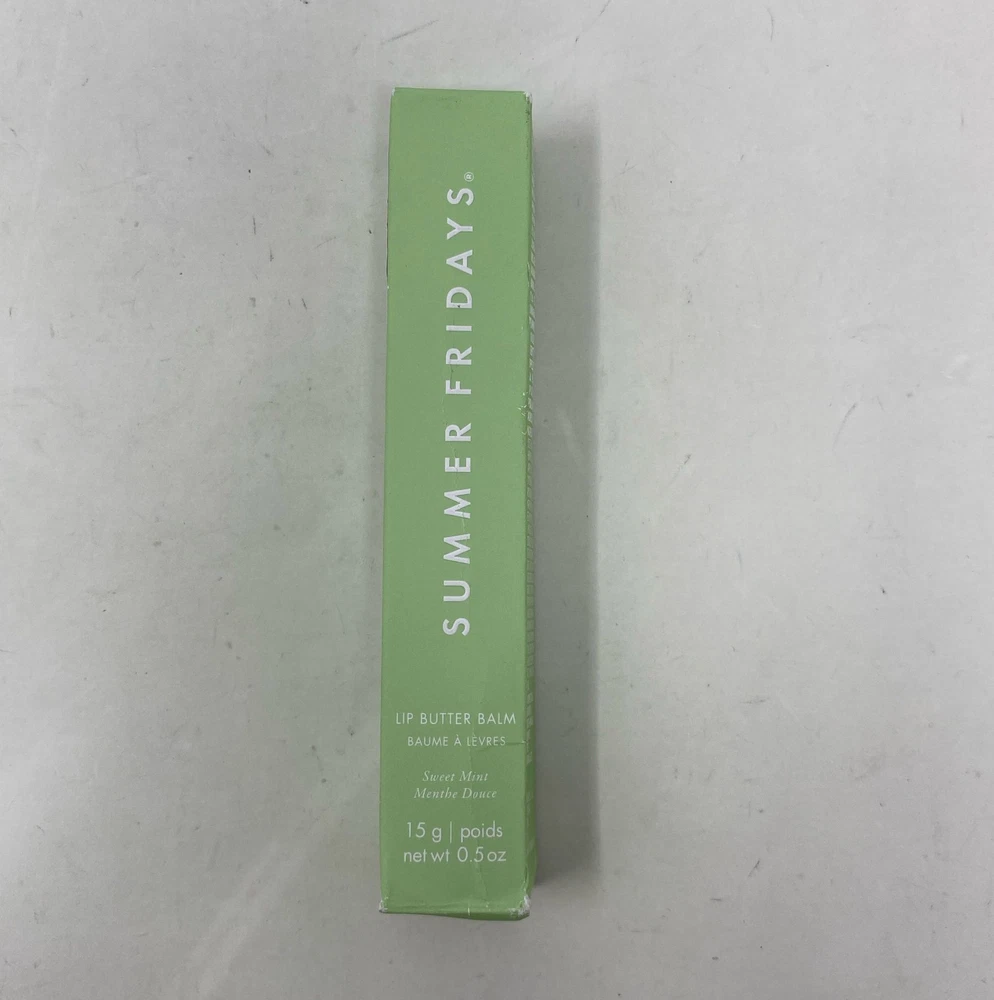 SUMMER FRIDAYS®
LIP BUTTER BALM
BAUME À LÈVRES
Sweet Mint
Menthe Douce
15 g | poids
net wt 0.5 oz